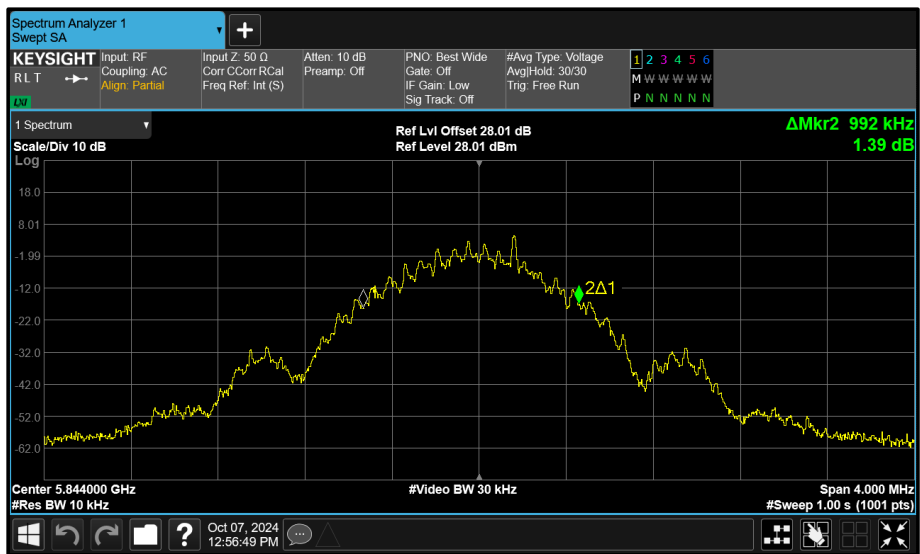 Spectrum Analyzer 1
Swept SA
+
KEYSIGHT
RLT
LXI
Input: RF
Coupling: AC
Align: Partial
Input Z: 50 Ω
Corr CCorr RCal
Freq Ref: Int (S)
Atten: 10 dB
Preamp: Off
PNO: Best Wide
Gate: Off
IF Gain: Low
Sig Track: Off
#Avg Type: Voltage
Avg|Hold: 30/30
Trig: Free Run
1 2 3 4 5 6
M W W W W W
P N N N N N
1 Spectrum
Scale/Div 10 dB
Ref Lvl Offset 28.01 dB
Ref Level 28.01 dBm
ΔMkr2 992 kHz
1.39 dB
Log
18.0
8.01
-1.99
-12.0
-22.0
-32.0
-42.0
-52.0
-62.0
2Δ1
Center 5.844000 GHz
#Video BW 30 kHz
Span 4.000 MHz
#Res BW 10 kHz
#Sweep 1.00 s (1001 pts)
?
Oct 07, 2024
12:56:49 PM